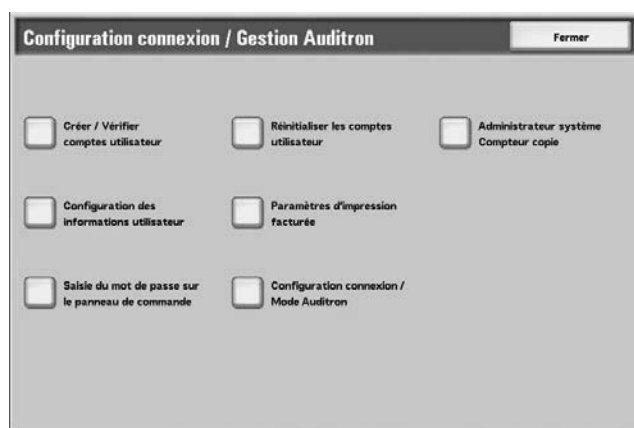 Configuration connexion / Gestion Auditron
Fermer
Créer / Vérifier
comptes utilisateur
Réinitialiser les comptes
utilisateur
Administrateur système
Compteur copie
Configuration des
informations utilisateur
Paramètres d'impression
facturée
Saisie du mot de passe sur
le panneau de commande
Configuration connexion /
Mode Auditron